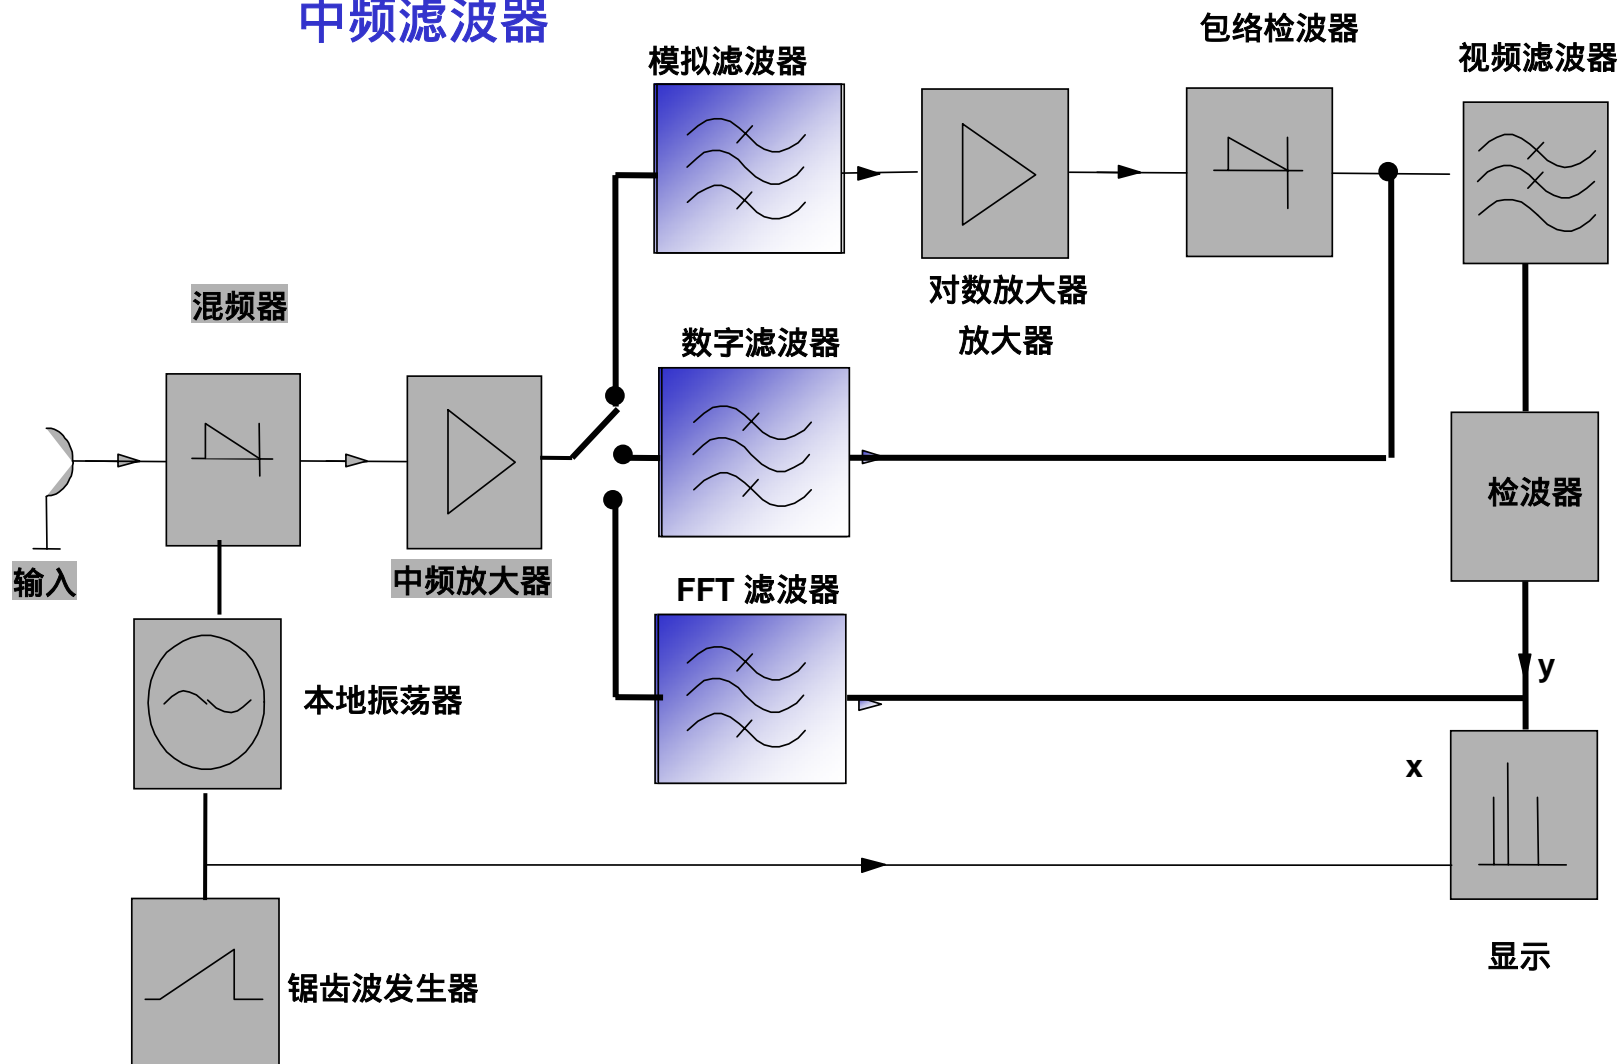 中频滤波器
包络检波器
模拟滤波器
视频滤波器
对数放大器
混频器
数字滤波器
放大器
检波器
输入
中频放大器
FFT 滤波器
y
本地振荡器
x
显示
锯齿波发生器